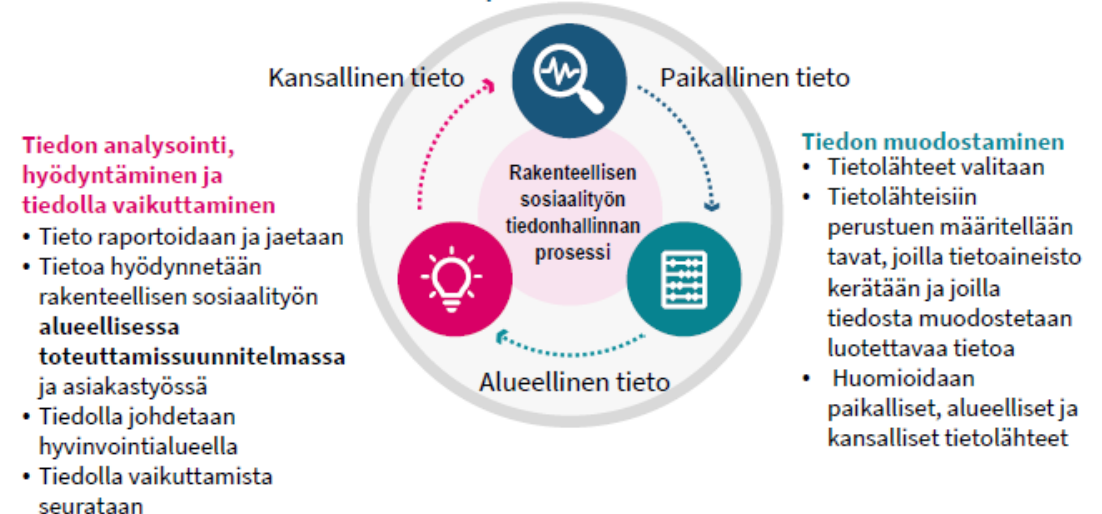 Kansallinen tieto
Paikallinen tieto
Tiedon analysointi,
hyödyntäminen ja
tiedolla vaikuttaminen
• Tieto raportoidaan ja jaetaan
• Tietoa hyödynnetään
rakenteellisen sosiaalityön
alueellisessa
toteuttamissuunnitelmassa
ja asiakastyössä
• Tiedolla johdetaan
hyvinvointialueella
• Tiedolla vaikuttamista
seurataan
Rakenteellisen
sosiaalityön
tiedonhallinnan
prosessi
Alueellinen tieto
Tiedon muodostaminen
• Tietolähteet valitaan
• Tietolähteisiin
perustuen määritellään
tavat, joilla tietoaineisto
kerätään ja joilla
tiedosta muodostetaan
luotettavaa tietoa
• Huomioidaan
paikalliset, alueelliset ja
kansalliset tietolähteet